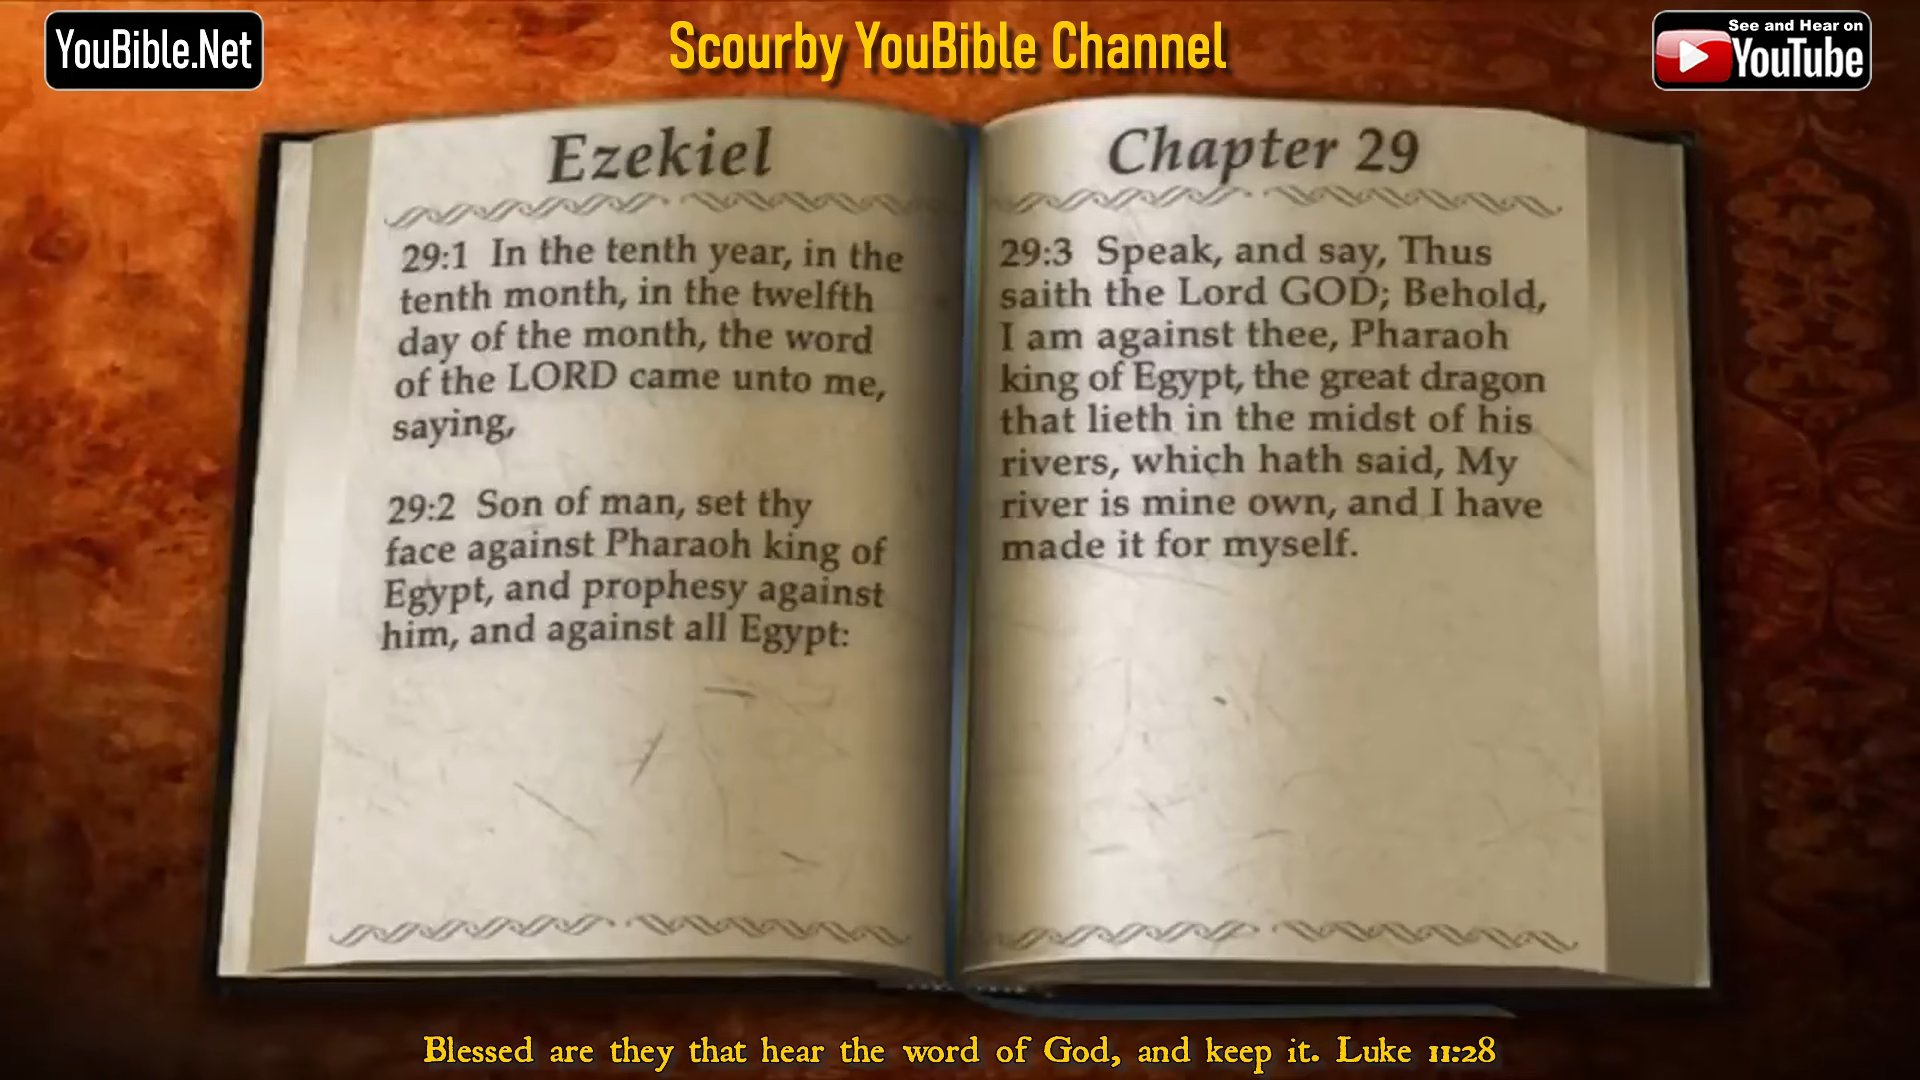 YouBible.Net
Scourby YouBible Channel
See and Hear on
YouTube
Ezekiel
29:1 In the tenth year, in the
tenth month, in the twelfth
day of the month, the word
of the LORD came unto me,
saying,
29:2 Son of man, set thy
face against Pharaoh king of
Egypt, and prophesy against
him, and against all Egypt:
Chapter 29
29:3 Speak, and say, Thus
saith the Lord GOD; Behold,
I am against thee, Pharaoh
king of Egypt, the great dragon
that lieth in the midst of his
rivers, which hath said, My
river is mine own, and I have
made it for myself.
Blessed are they that hear the word of God, and keep it. Luke 11:28